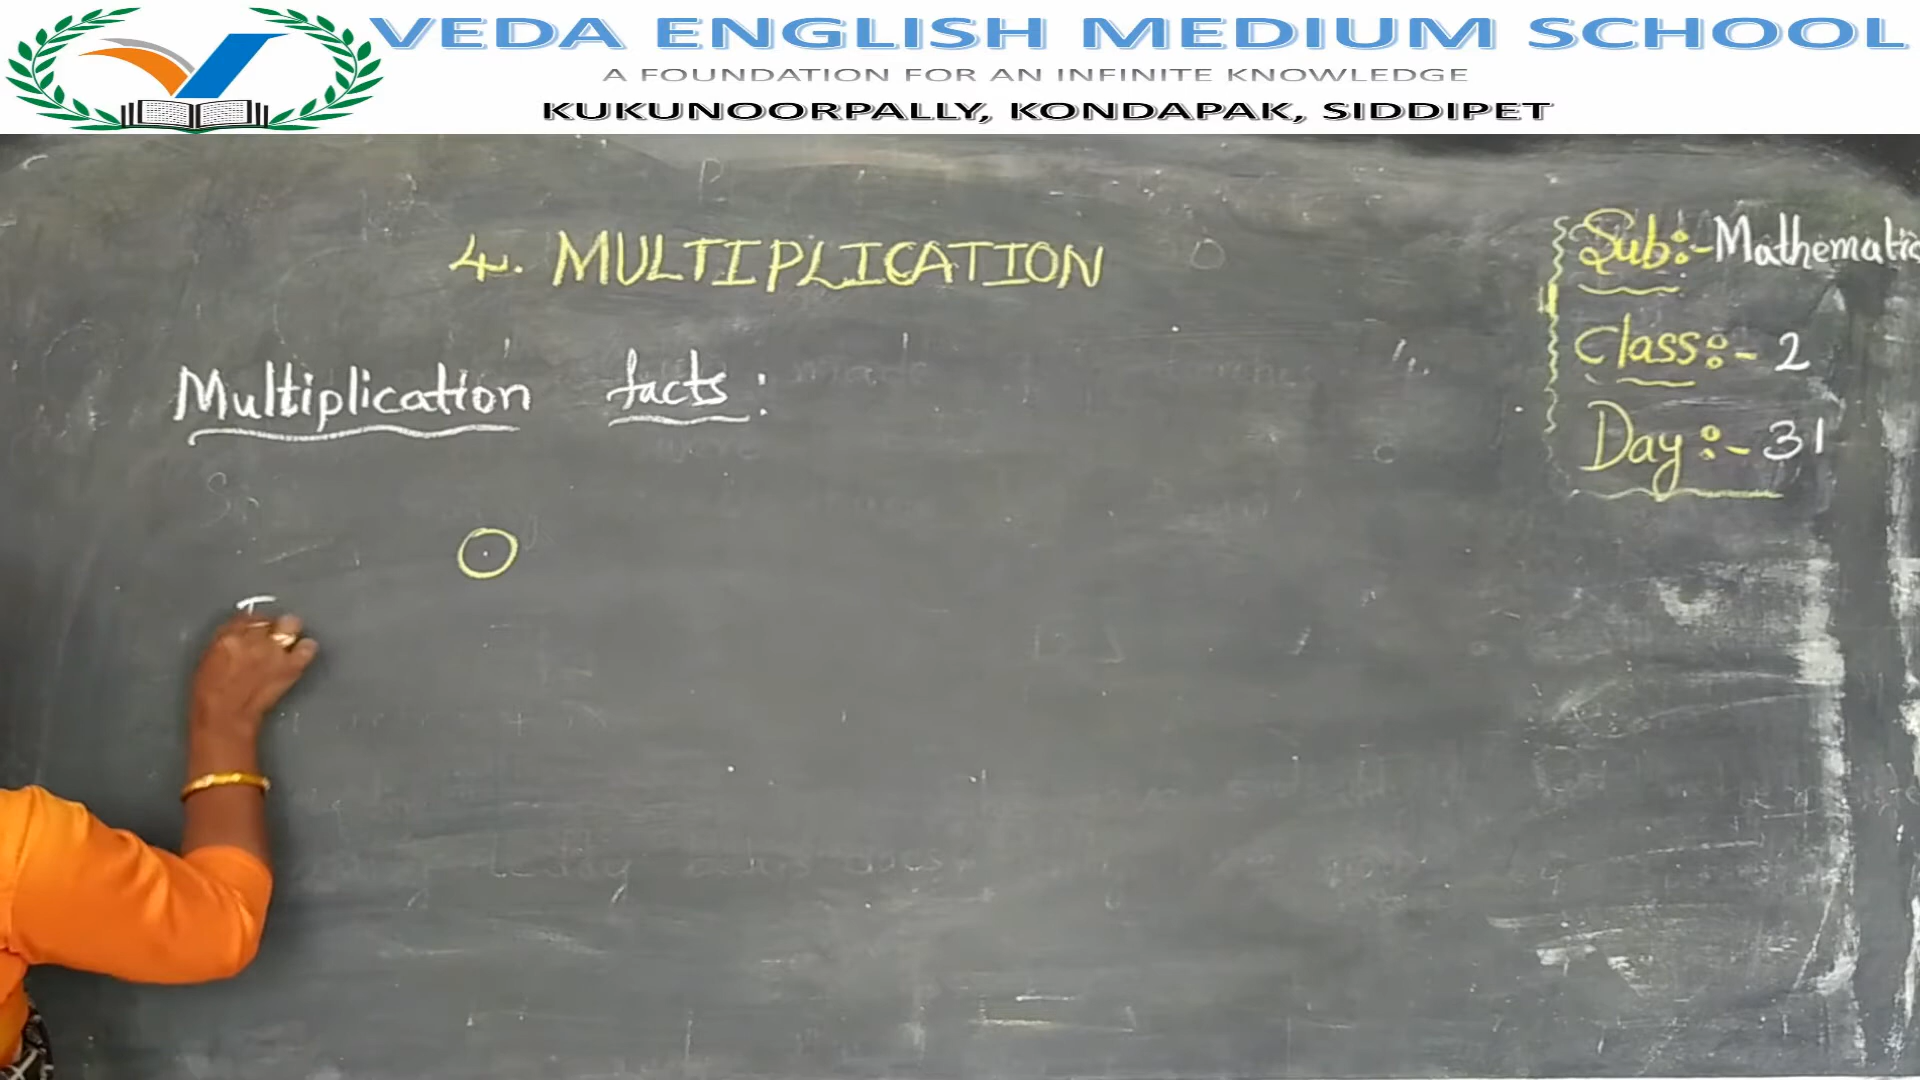 VEDA ENGLISH MEDIUM SCHOOL
A FOUNDATION FOR AN INFINITE KNOWLEDGE
KUKUNOORPALLY, KONDAPAK, SIDDIPET
4. MULTIPLICATION
Sub:- Mathematic
Class:- 2
Day:- 31
Multiplication facts: